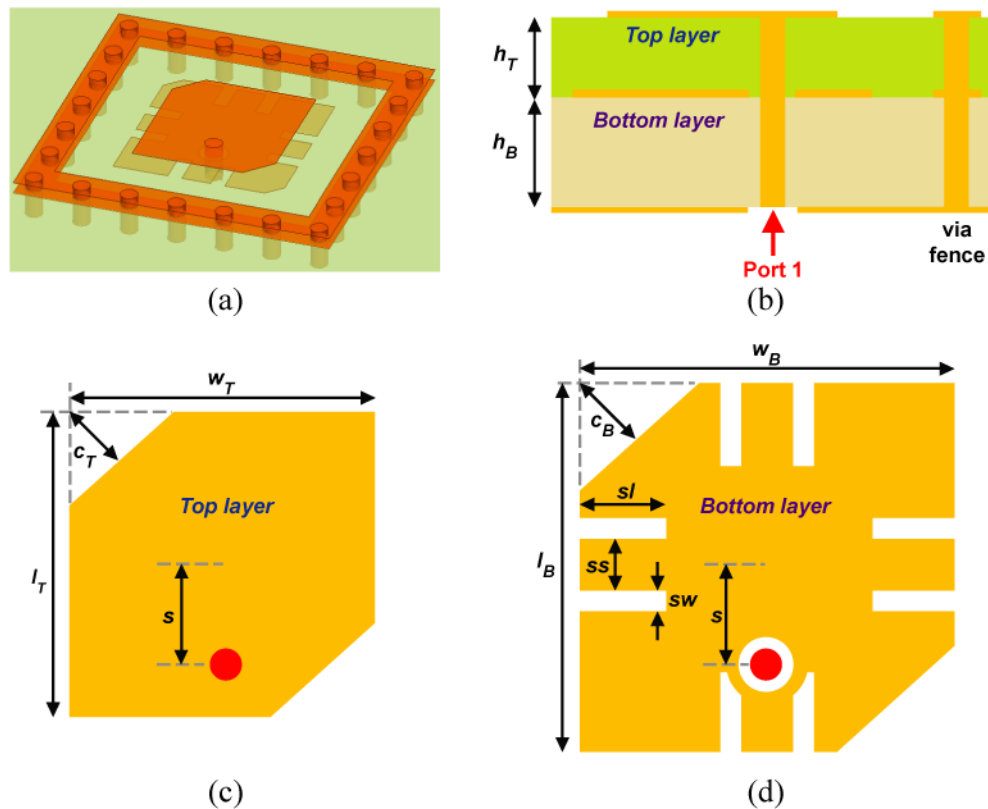 h_T
Top layer
h_B
Bottom layer
Port 1
via
fence
(a)
(b)
w_T
c_T
Top layer
l_T
s
w_B
c_B
sl
Bottom layer
l_B
ss
sw
s
(c)
(d)